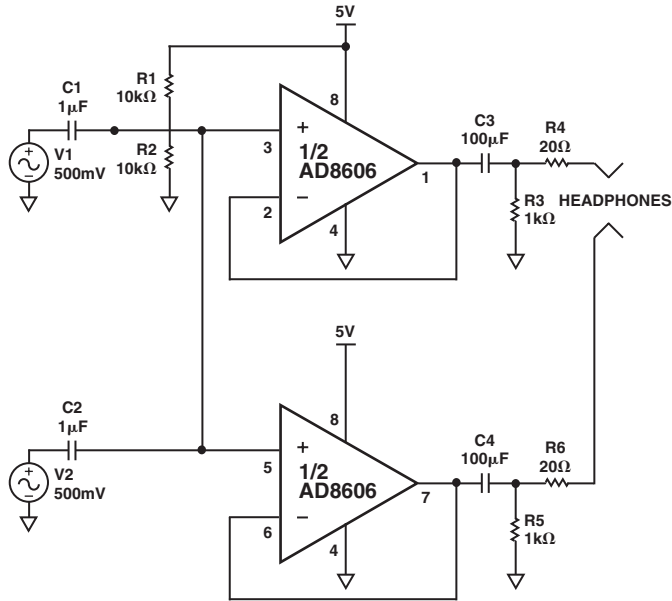 5V
C1
1µF
R1
10kΩ
R2
10kΩ
V1
500mV
8
3
1/2
AD8606
1
2
4
C3
100µF
R4
20Ω
R3
1kΩ
HEADPHONES
5V
C2
1µF
V2
500mV
8
5
1/2
AD8606
7
6
4
C4
100µF
R6
20Ω
R5
1kΩ